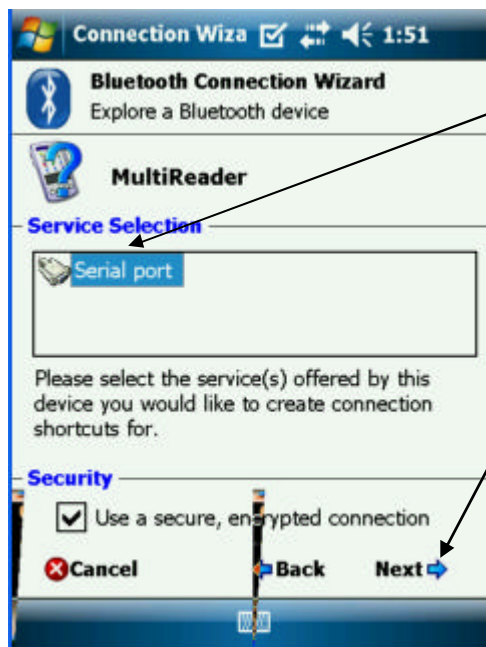 Connection Wiza 1:51
Bluetooth Connection Wizard
Explore a Bluetooth device
MultiReader
Service Selection
Serial port
Please select the service(s) offered by this
device you would like to create connection
shortcuts for.
Security
Use a secure, encrypted connection
Cancel Back Next